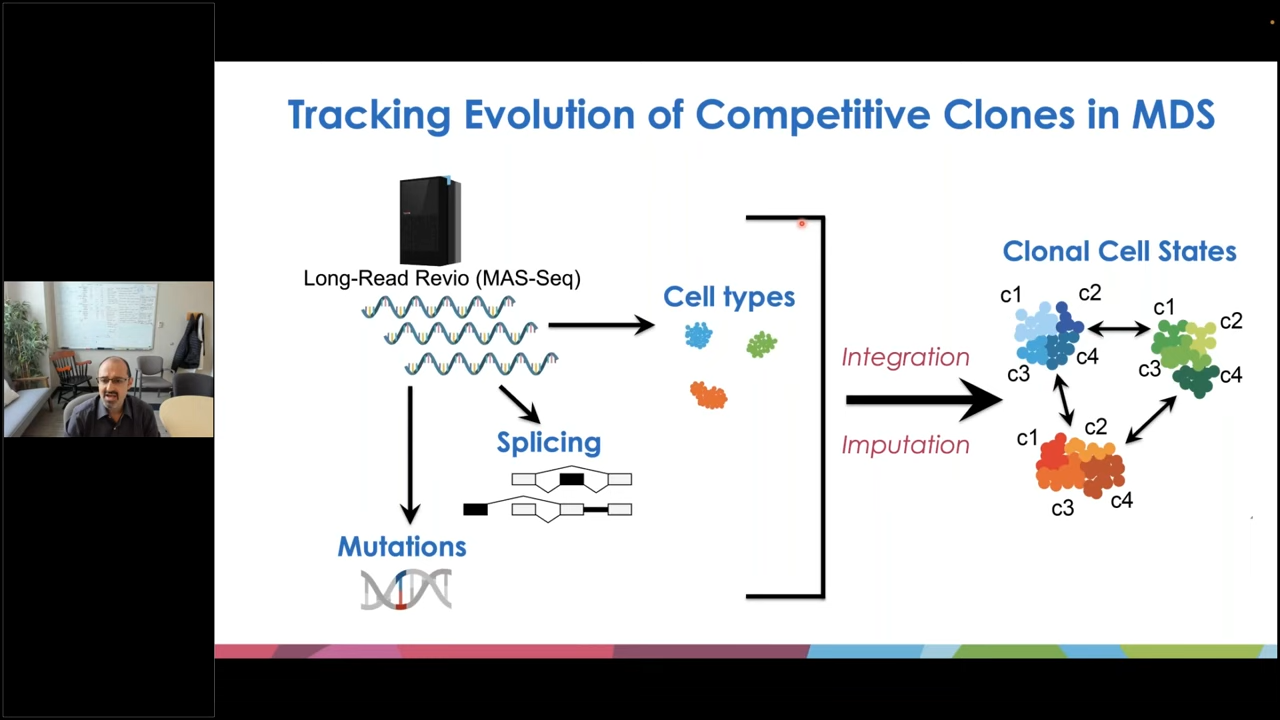 Tracking Evolution of Competitive Clones in MDS
Long-Read Revio (MAS-Seq)
Cell types
Splicing
Mutations
Integration
Imputation
Clonal Cell States
c1
c2
c3
c4
c1
c2
c3
c4
c1
c2
c3
c4